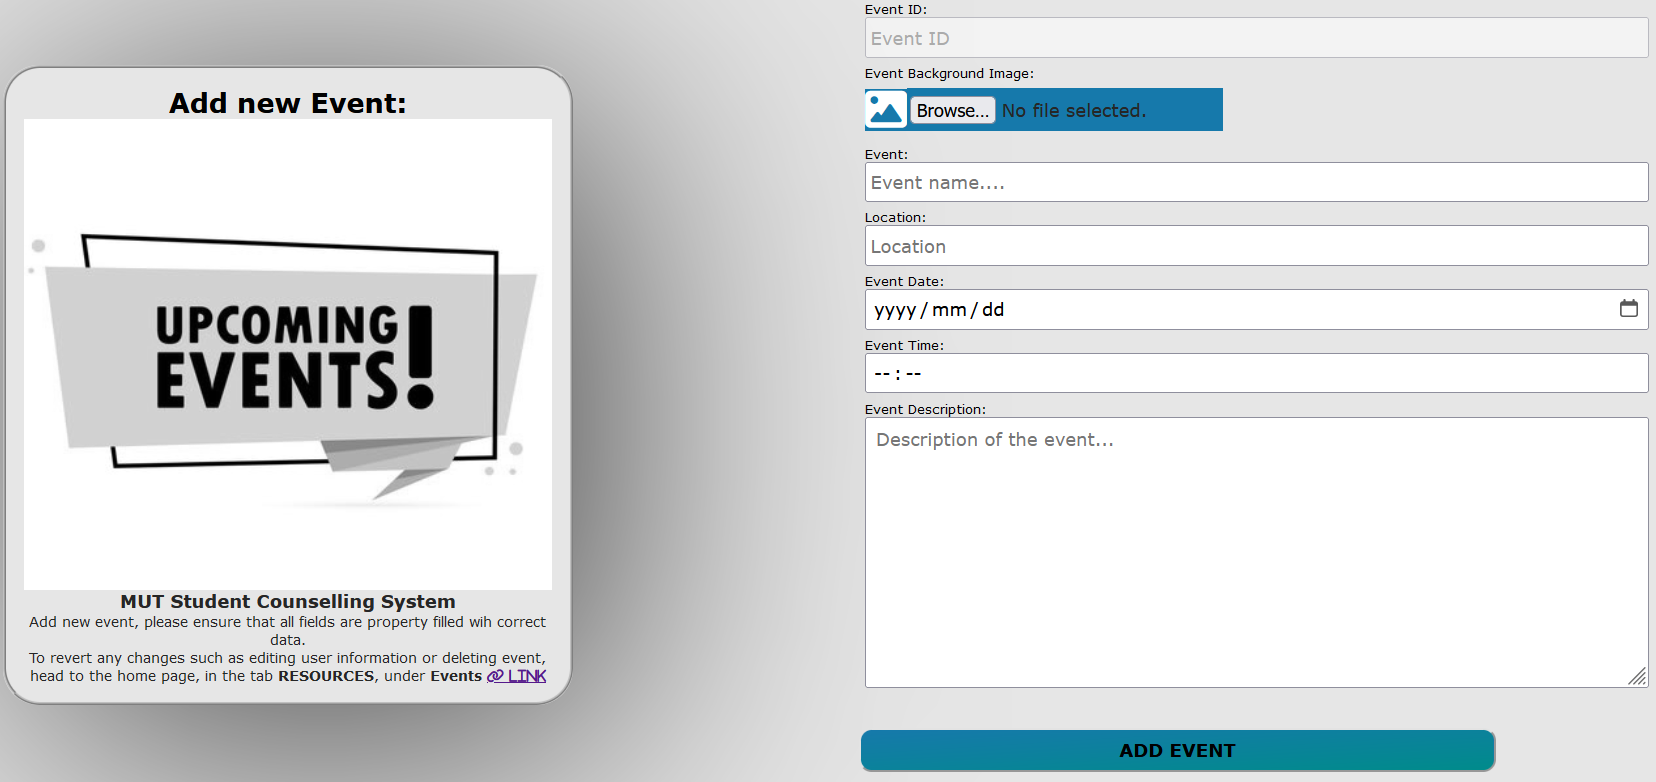 Add new Event:
UPCOMING
EVENTS!
MUT Student Counselling System
Add new event, please ensure that all fields are property filled wih correct
data.
To revert any changes such as editing user information or deleting event,
head to the home page, in the tab RESOURCES, under Events LINK
Event ID:
Event ID
Event Background Image:
Browse... No file selected.
Event:
Event name....
Location:
Location
Event Date:
yyyy / mm / dd
Event Time:
-- : --
Event Description:
Description of the event...
ADD EVENT